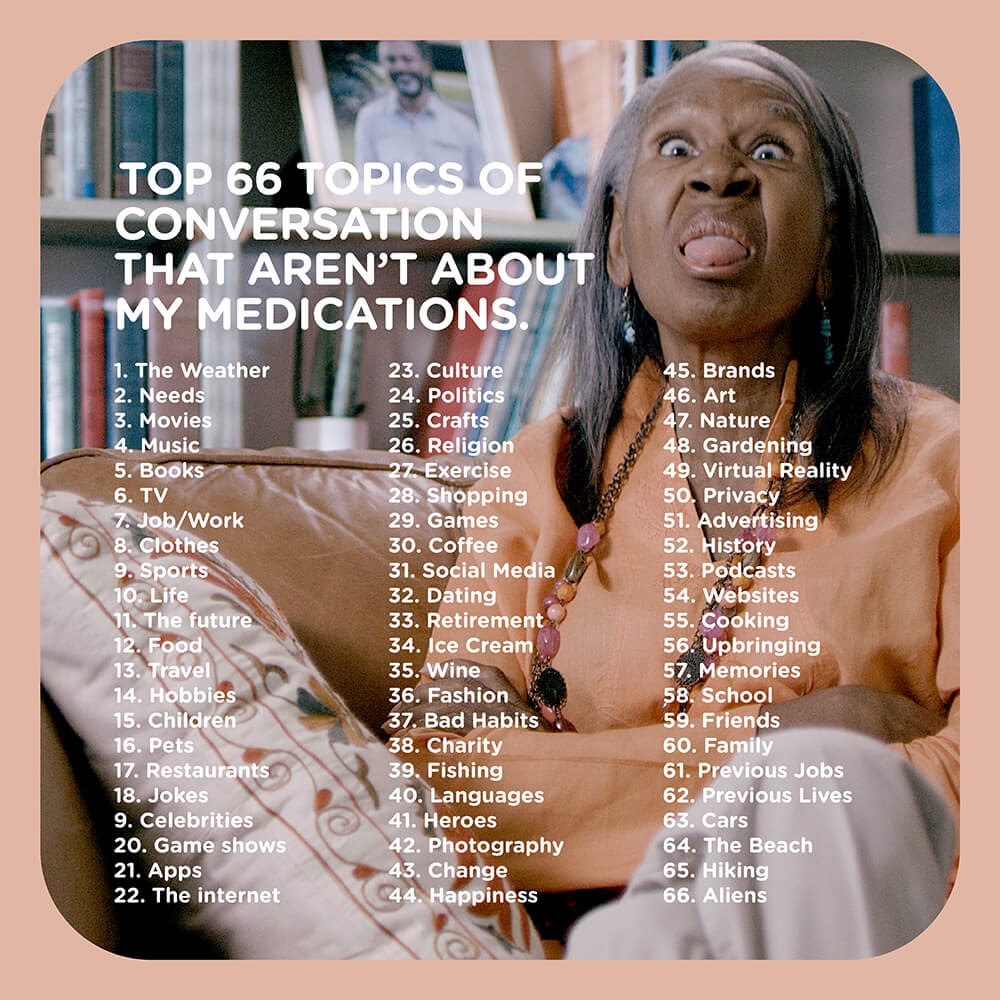 TOP 66 TOPICS OF
CONVERSATION
THAT AREN'T ABOUT
MY MEDICATIONS.
1. The Weather
2. Needs
3. Movies
4. Music
5. Books
6. TV
7. Job/Work
8. Clothes
9. Sports
10. Life
11. The future
12. Food
13. Travel
14. Hobbies
15. Children
16. Pets
17. Restaurants
18. Jokes
9. Celebrities
20. Game shows
21. Apps
22. The internet
23. Culture
24. Politics
25. Crafts
26. Religion
27. Exercise
28. Shopping
29. Games
30. Coffee
31. Social Media
32. Dating
33. Retirement
34. Ice Cream
35. Wine
36. Fashion
37. Bad Habits
38. Charity
39. Fishing
40. Languages
41. Heroes
42. Photography
43. Change
44. Happiness
45. Brands
46. Art
47. Nature
48. Gardening
49. Virtual Reality
50. Privacy
51. Advertising
52. History
53. Podcasts
54. Websites
55. Cooking
56. Upbringing
57. Memories
58. School
59. Friends
60. Family
61. Previous Jobs
62. Previous Lives
63. Cars
64. The Beach
65. Hiking
66. Aliens